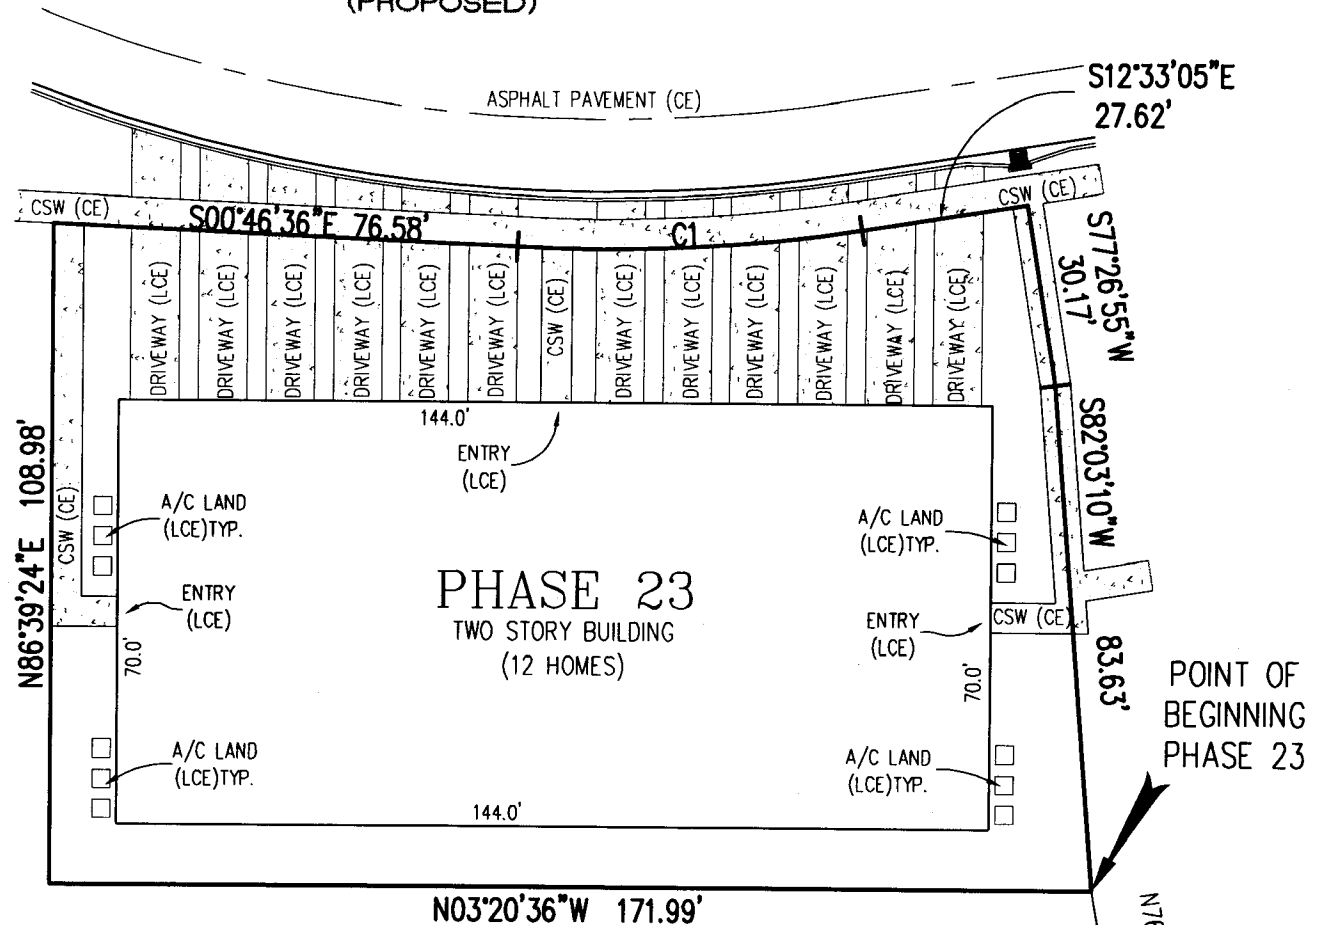 (PROPOSED)
S12°33'05"E
27.62'
ASPHALT PAVEMENT (CE)
CSW (CE)
CSW (CE)
S00°46'36"E 76.58'
C1
S77°26'55"W
30.17'
DRIVEWAY (LCE)
DRIVEWAY (LCE)
DRIVEWAY (LCE)
DRIVEWAY (LCE)
DRIVEWAY (LCE)
DRIVEWAY (LCE)
CSW (CE)
DRIVEWAY (LCE)
DRIVEWAY (LCE)
DRIVEWAY (LCE)
DRIVEWAY (LCE)
DRIVEWAY (LCE)
DRIVEWAY (LCE)
144.0'
ENTRY
(LCE)
S82°03'10"W
83.63'
N86°39'24"E 108.98'
CSW (CE)
A/C LAND
(LCE)TYP.
A/C LAND
(LCE)TYP.
PHASE 23
TWO STORY BUILDING
(12 HOMES)
ENTRY
(LCE)
ENTRY
(LCE)
CSW (CE)
70.0'
70.0'
POINT OF
BEGINNING
PHASE 23
A/C LAND
(LCE)TYP.
A/C LAND
(LCE)TYP.
144.0'
N03°20'36"W 171.99'